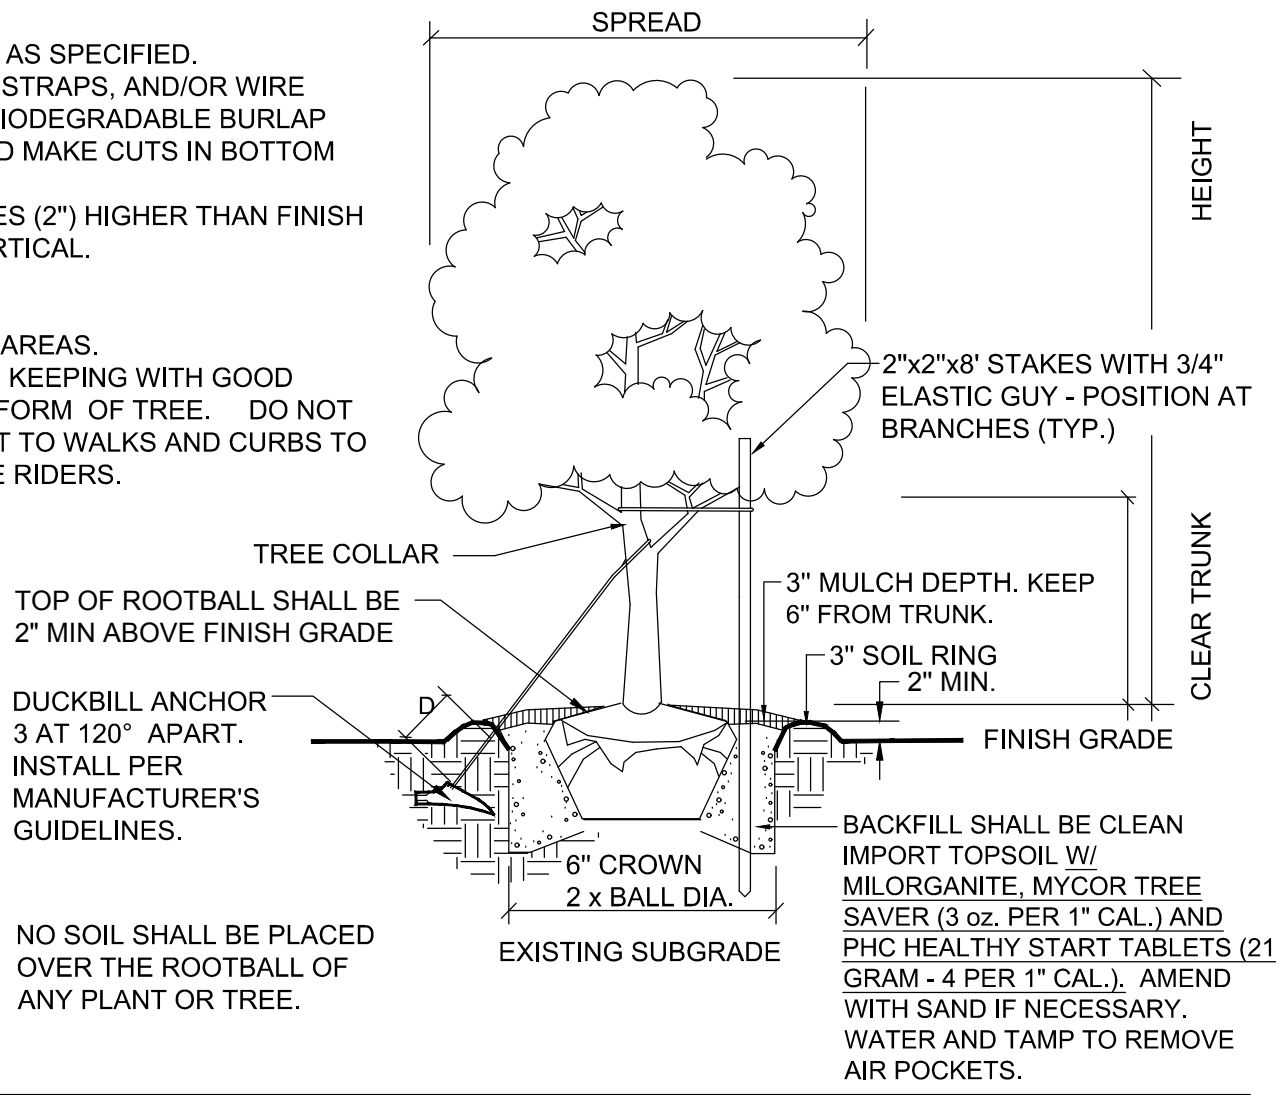 SPREAD
AS SPECIFIED.
STRAPS, AND/OR WIRE
IODEGRADABLE BURLAP
D MAKE CUTS IN BOTTOM
ES (2") HIGHER THAN FINISH
RTICAL.
AREAS.
KEEPING WITH GOOD
FORM OF TREE. DO NOT
T TO WALKS AND CURBS TO
E RIDERS.
HEIGHT
2"x2"x8' STAKES WITH 3/4"
ELASTIC GUY - POSITION AT
BRANCHES (TYP.)
TREE COLLAR
TOP OF ROOTBALL SHALL BE
2" MIN ABOVE FINISH GRADE
3" MULCH DEPTH. KEEP
6" FROM TRUNK.
CLEAR TRUNK
3" SOIL RING
2" MIN.
DUCKBILL ANCHOR
3 AT 120° APART.
INSTALL PER
MANUFACTURER'S
GUIDELINES.
D
FINISH GRADE
6" CROWN
2 x BALL DIA.
EXISTING SUBGRADE
BACKFILL SHALL BE CLEAN
IMPORT TOPSOIL W/
MILORGANITE, MYCOR TREE
SAVER (3 oz. PER 1" CAL.) AND
PHC HEALTHY START TABLETS (21
GRAM - 4 PER 1" CAL.). AMEND
WITH SAND IF NECESSARY.
WATER AND TAMP TO REMOVE
AIR POCKETS.
NO SOIL SHALL BE PLACED
OVER THE ROOTBALL OF
ANY PLANT OR TREE.